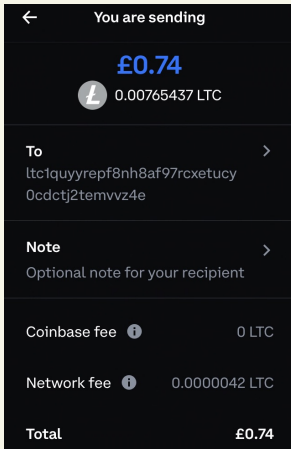 You are sending
£0.74
0.00765437 LTC
To
ltc1quyyrepf8nh8af97rcxetucy
0cdctj2temvvz4e
Note
Optional note for your recipient
Coinbase fee 0 LTC
Network fee 0.0000042 LTC
Total £0.74